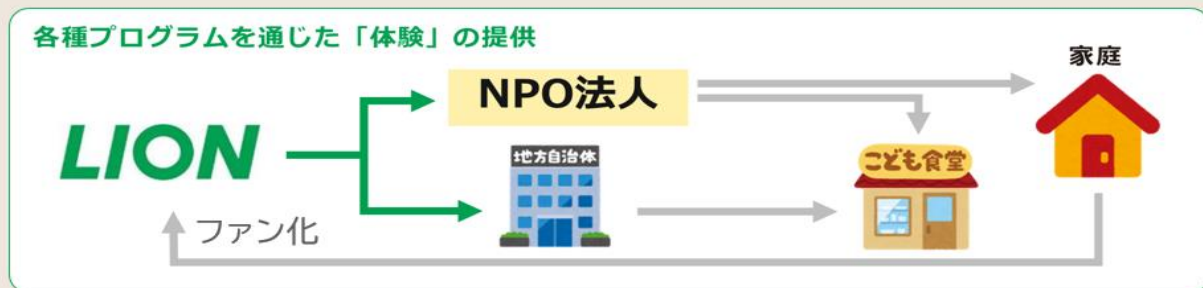 各種プログラムを通じた「体験」の提供
家庭
NPO法人
LION
地方自治体
こども食堂
ファン化